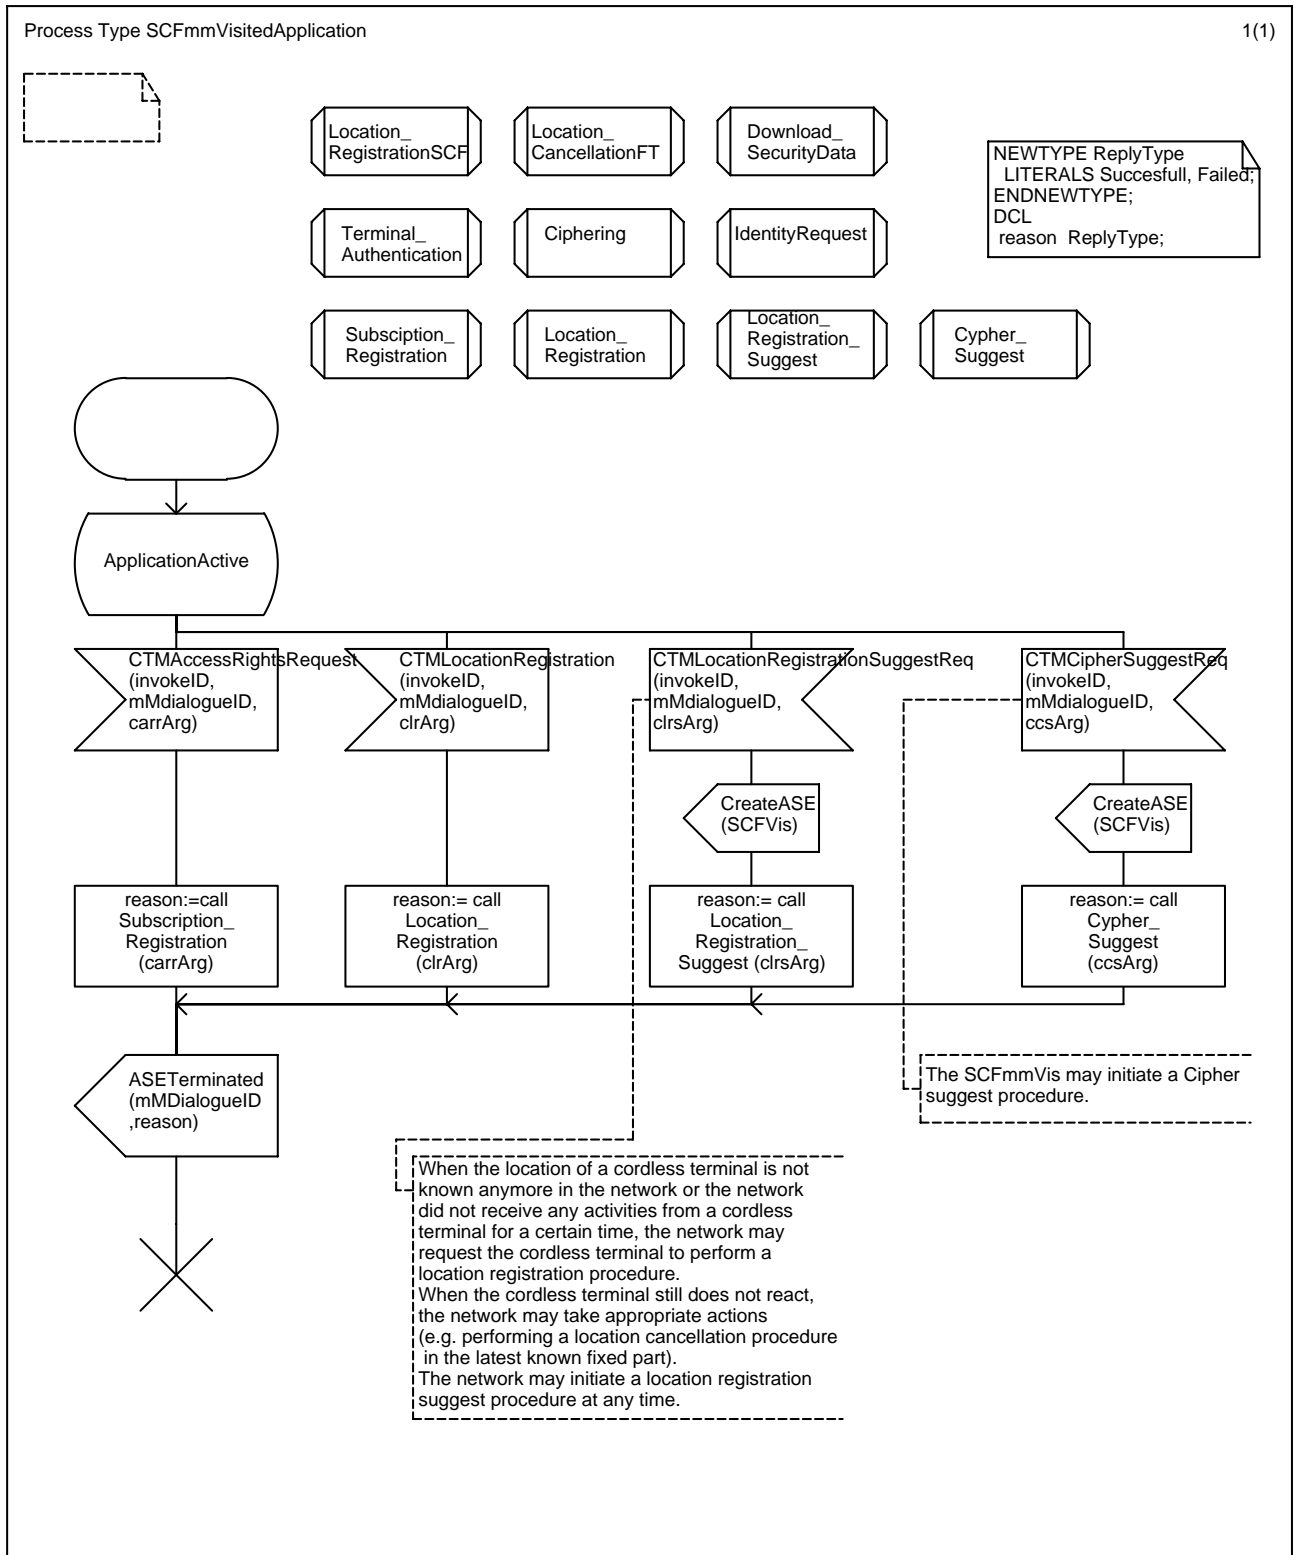 Process Type SCFmmVisitedApplication
1(1)
Location_
RegistrationSCF
Location_
CancellationFT
Download_
SecurityData
NEWTYPE ReplyType
LITERALS Succesfull, Failed;
ENDNEWTYPE;
DCL
reason ReplyType;
Terminal_
Authentication
Ciphering
IdentityRequest
Subsciption_
Registration
Location_
Registration
Location_
Registration_
Suggest
Cypher_
Suggest
ApplicationActive
CTMAccessRightsRequest
(invokeID,
mMdialogueID,
carrArg)
CTMLocationRegistration
(invokeID,
mMdialogueID,
clrArg)
CTMLocationRegistrationSuggestReq
(invokeID,
mMdialogueID,
clrsArg)
CTMCipherSuggestReq
(invokeID,
mMdialogueID,
ccsArg)
CreateASE
(SCFVis)
CreateASE
(SCFVis)
reason:=call
Subscription_
Registration
(carrArg)
reason:= call
Location_
Registration
(clrArg)
reason:= call
Location_
Registration_
Suggest (clrsArg)
reason:= call
Cypher_
Suggest
(ccsArg)
ASETerminated
(mMDialogueID
,reason)
The SCFmmVis may initiate a Cipher
suggest procedure.
When the location of a cordless terminal is not
known anymore in the network or the network
did not receive any activities from a cordless
terminal for a certain time, the network may
request the cordless terminal to perform a
location registration procedure.
When the cordless terminal still does not react,
the network may take appropriate actions
(e.g. performing a location cancellation procedure
in the latest known fixed part).
The network may initiate a location registration
suggest procedure at any time.